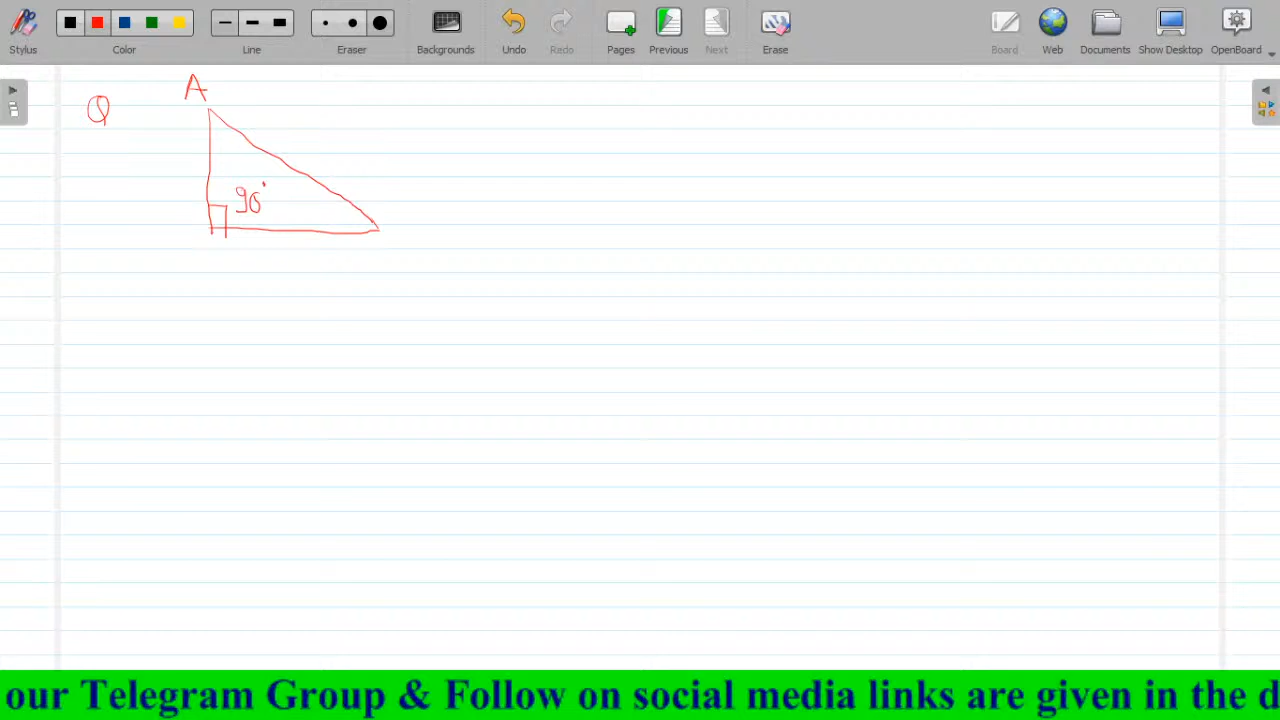 Stylus
Color
Line
Eraser
Backgrounds
Undo
Redo
Pages
Previous
Next
Erase
Board
Web
Documents
Show Desktop
OpenBoard
Q
A
90°
our Telegram Group & Follow on social media links are given in the d